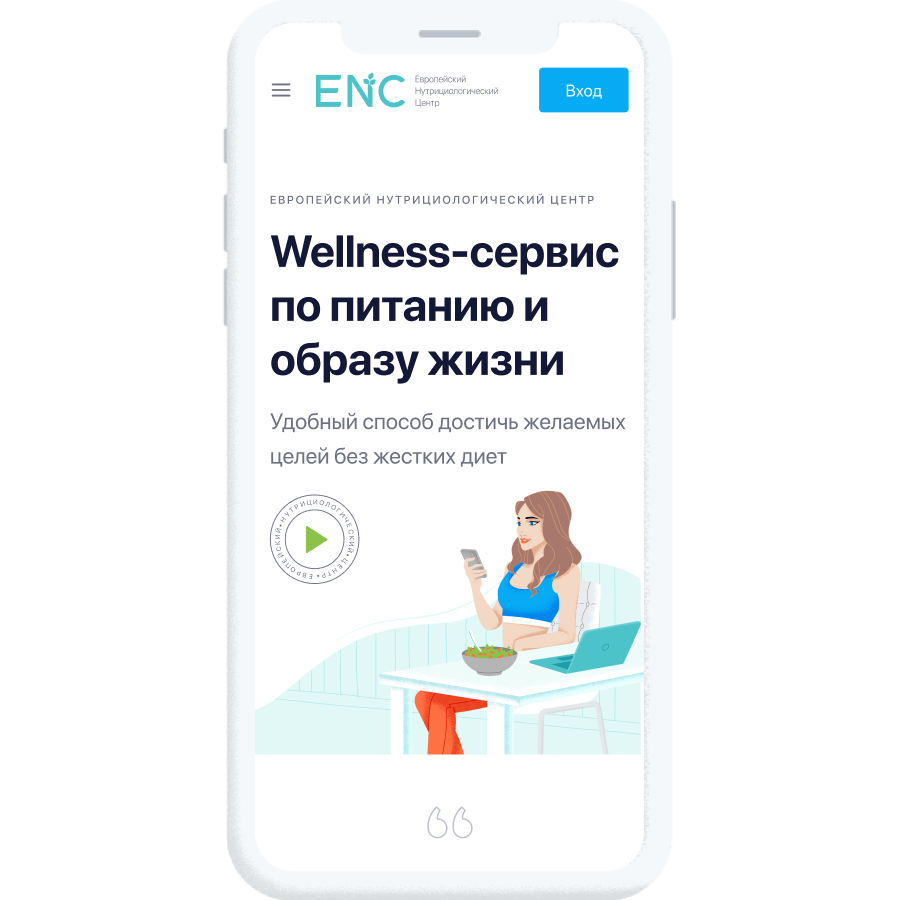 ENC
Европейский
Нутрициологический
Центр
Вход
ЕВРОПЕЙСКИЙ НУТРИЦИОЛОГИЧЕСКИЙ ЦЕНТР
Wellness-сервис
по питанию и
образу жизни
Удобный способ достичь желаемых
целей без жестких диет
ЕВРОПЕЙСКИЙ•НУТРИЦИОЛОГИЧЕСКИЙ•ЦЕНТР•